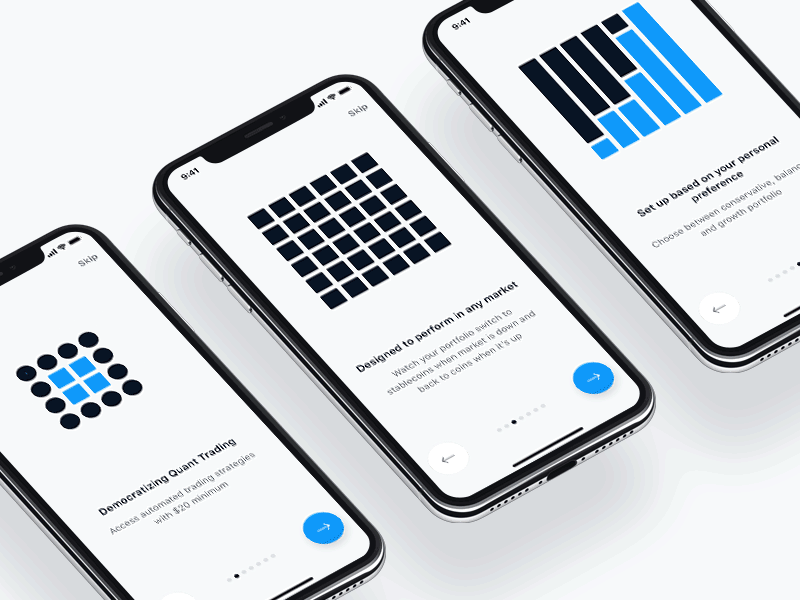 Skip
Democratizing Quant Trading
Access automated trading strategies
with $20 minimum
9:41
Skip
Designed to perform in any market
Watch your portfolio switch to
stablecoins when market is down and
back to coins when it's up
9:41
Set up based on your personal
preference
Choose between conservative,
and growth portfolio